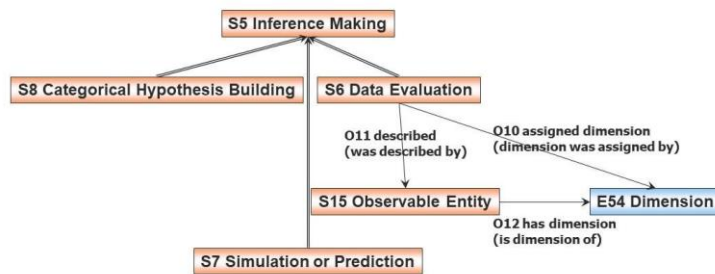 S5 Inference Making
S8 Categorical Hypothesis Building
S6 Data Evaluation
O11 described
(was described by)
O10 assigned dimension
(dimension was assigned by)
S15 Observable Entity
E54 Dimension
O12 has dimension
(is dimension of)
S7 Simulation or Prediction